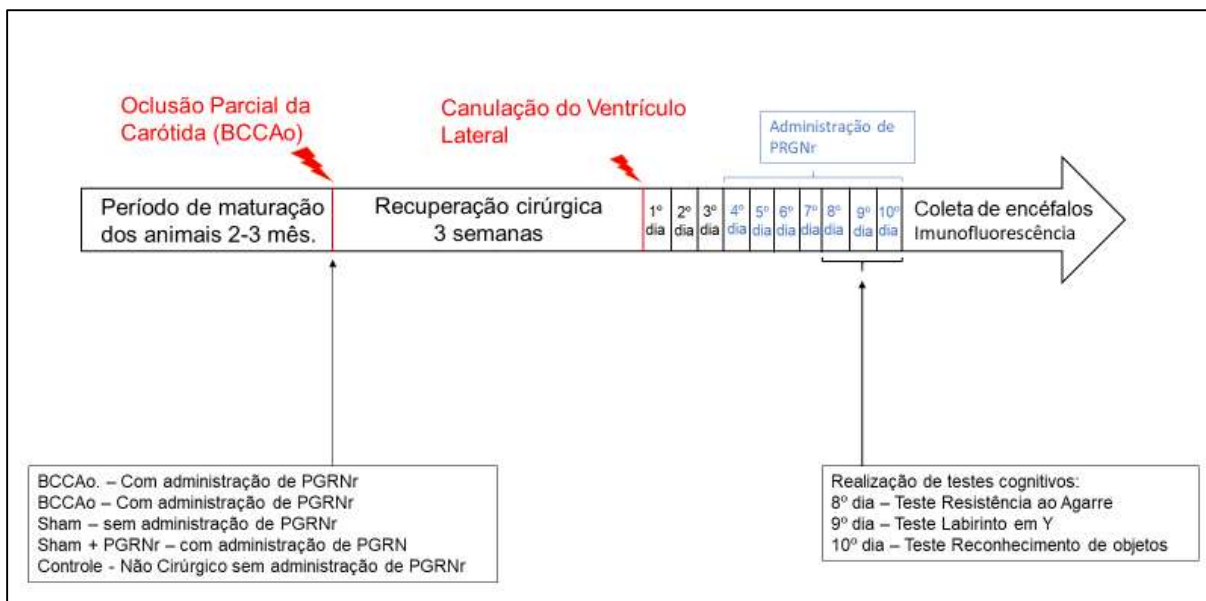 Oclusão Parcial da
Carótida (BCCAo)
Canulação do Ventrículo
Lateral
Administração de
PRGNr
Período de maturação
dos animais 2-3 mês.
Recuperação cirúrgica
3 semanas
1º
dia
2º
dia
3º
dia
4º
dia
5º
dia
6º
dia
7º
dia
8º
dia
9º
dia
10º
dia
Coleta de encéfalos
Imunofluorescência
BCCAo. – Com administração de PGRNr
BCCAo – Com administração de PGRNr
Sham – sem administração de PGRNr
Sham + PGRNr – com administração de PGRN
Controle - Não Cirúrgico sem administração de PGRNr
Realização de testes cognitivos:
8º dia – Teste Resistência ao Agarre
9º dia – Teste Labirinto em Y
10º dia – Teste Reconhecimento de objetos